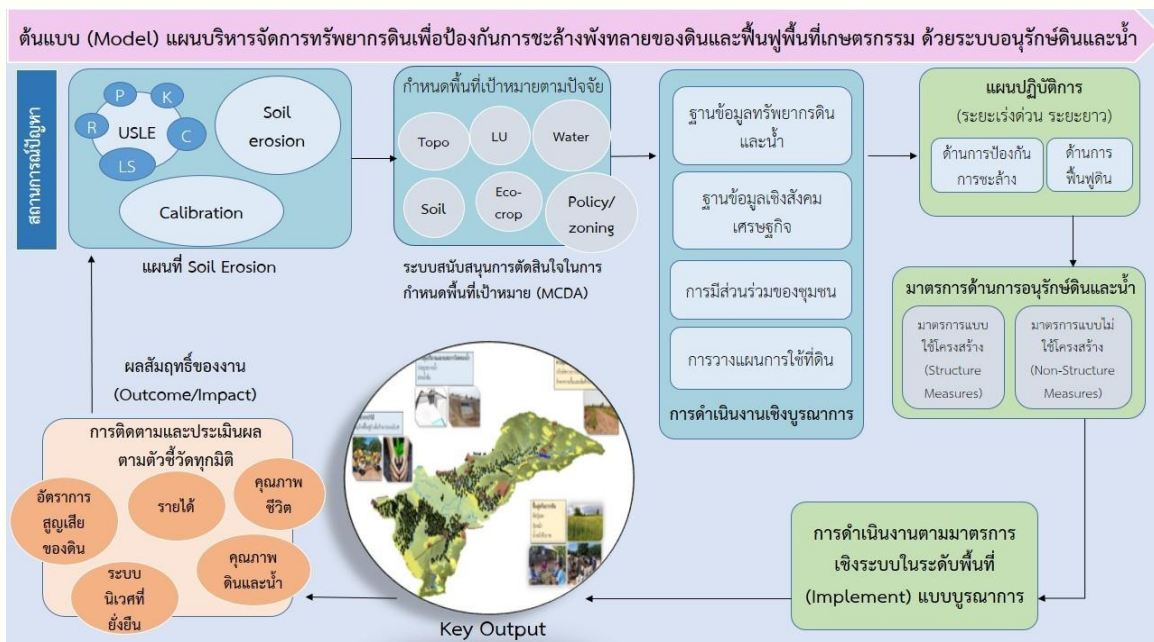 ต้นแบบ (Model) แผนบริหารจัดการทรัพยากรดินเพื่อป้องกันการชะล้างพังทลายของดินและฟื้นฟูพื้นที่เกษตรกรรม ด้วยระบบอนุรักษ์ดินและน้ำ
สถานการณ์ปัญหา
P
K
R
USLE
C
LS
Soil
erosion
Calibration
แผนที่ Soil Erosion
กำหนดพื้นที่เป้าหมายตามปัจจัย
Topo
LU
Water
Soil
Eco-
crop
Policy/
zoning
ระบบสนับสนุนการตัดสินใจในการ
กำหนดพื้นที่เป้าหมาย (MCDA)
ฐานข้อมูลทรัพยากรดิน
และน้ำ
ฐานข้อมูลเชิงสังคม
เศรษฐกิจ
การมีส่วนร่วมของชุมชน
การวางแผนการใช้ที่ดิน
การดำเนินงานเชิงบูรณาการ
แผนปฏิบัติการ
(ระยะเร่งด่วน ระยะยาว)
ด้านการป้องกัน
การชะล้าง
ด้านการ
ฟื้นฟูดิน
มาตรการด้านการอนุรักษ์ดินและน้ำ
มาตรการแบบ
ใช้โครงสร้าง
(Structure
Measures)
มาตรการแบบไม่
ใช้โครงสร้าง
(Non-Structure
Measures)
การดำเนินงานตามมาตรการ
เชิงระบบในระดับพื้นที่
(Implement) แบบบูรณาการ
Key Output
ผลสัมฤทธิ์ของงาน
(Outcome/Impact)
การติดตามและประเมินผล
ตามตัวชี้วัดทุกมิติ
อัตราการ
สูญเสีย
ของดิน
รายได้
คุณภาพ
ชีวิต
ระบบ
นิเวศที่
ยั่งยืน
คุณภาพ
ดินและน้ำ